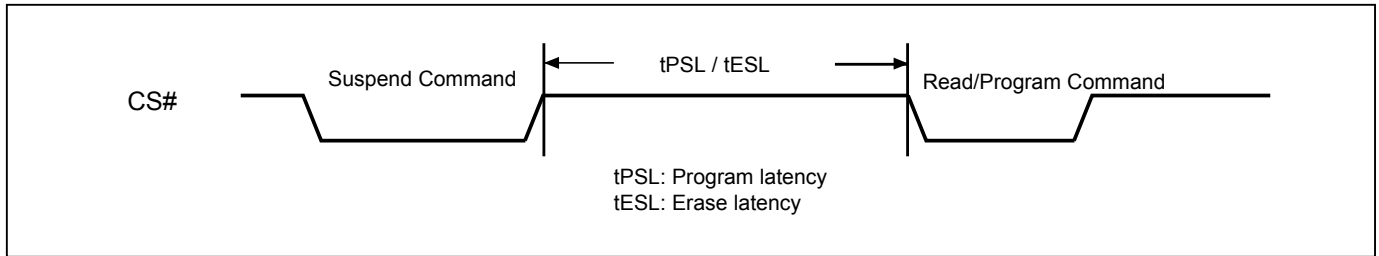 Suspend Command
tPSL / tESL
Read/Program Command
CS#
tPSL: Program latency
tESL: Erase latency